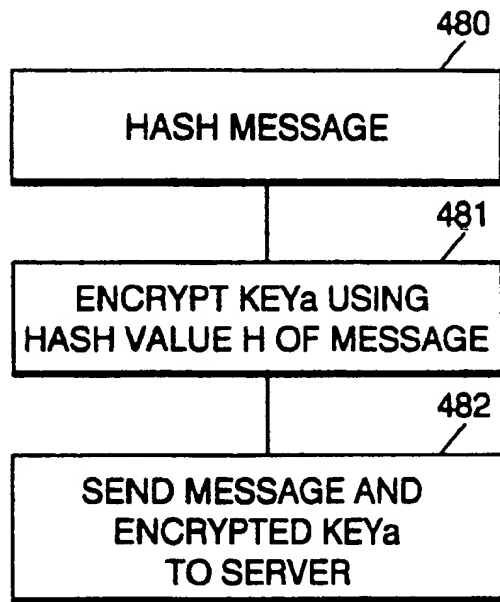 480
HASH MESSAGE
481
ENCRYPT KEYa USING
HASH VALUE H OF MESSAGE
482
SEND MESSAGE AND
ENCRYPTED KEYa
TO SERVER